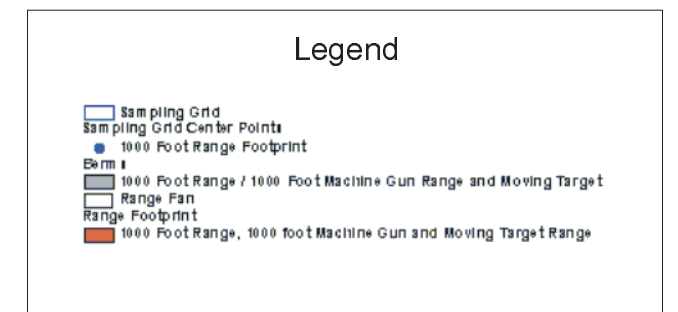 Legend
Sampling Grid
Sampling Grid Center Points
1000 Foot Range Footprint
Berms
1000 Foot Range / 1000 Foot Machine Gun Range and Moving Target
Range Fan
Range Footprint
1000 Foot Range, 1000 foot Machine Gun and Moving Target Range